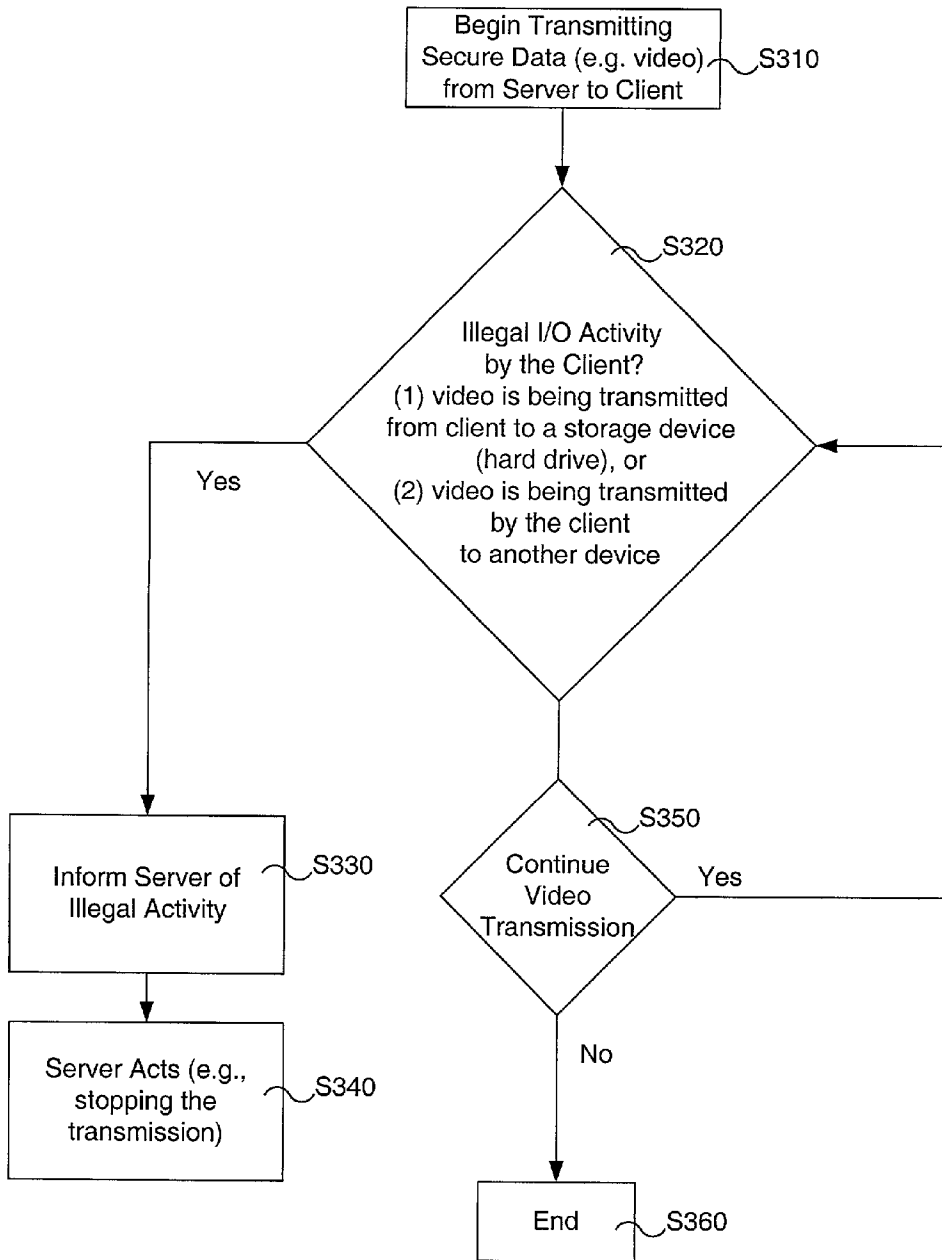 Begin Transmitting
Secure Data (e.g. video)
from Server to Client
S310
S320
Illegal I/O Activity
by the Client?
(1) video is being transmitted
from client to a storage device
(hard drive), or
(2) video is being transmitted
by the client
to another device
Yes
S350
Continue
Video
Transmission
Yes
Inform Server of
Illegal Activity
S330
Server Acts (e.g.,
stopping the
transmission)
S340
No
End
S360